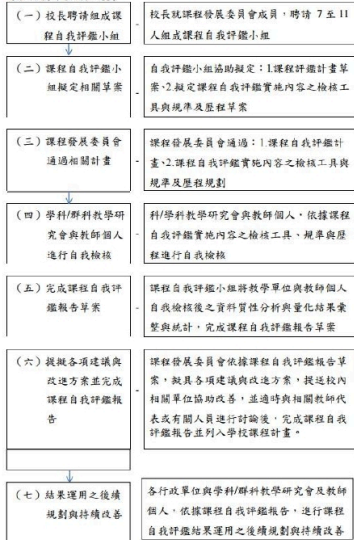 （一）校長聘請組成課
程自我評鑑小組
校長就課程發展委員會成員，聘請 7 至 11
人組成課程自我評鑑小組
（二）課程自我評鑑小
組擬定相關草案
自我評鑑小組協助擬定：1.課程評鑑計畫草
案、2.擬定課程自我評鑑實施內容之檢核工
具與規準及歷程草案
（三）課程發展委員會
通過相關計畫
課程發展委員會通過：1 課程自我評鑑計
畫、2.課程自我評鑑實施內容之檢核工具與
規準及歷程規劃
（四）學科/群科教學研
究會與教師個人
進行自我檢核
科/學科教學研究會與教師個人，依據課程
自我評鑑實施內容之檢核工具、規準與歷
程進行自我檢核
（五）完成課程自我評
鑑報告草案
課程自我評鑑小組將教學單位與教師個人
自我檢核後之資料質性分析與量化結果彙
整與統計，完成課程自我評鑑報告草案
（六）提擬各項建議與
改進方案並完成
課程自我評鑑報
告
課程發展委員會依據課程自我評鑑報告草
案，擬具各項建議與改進方案，提送校內
相關單位協助改善，並適時與相關教師代
表或有關人員進行討論後，完成課程自我
評鑑報告並列入學校課程計畫。
（七）結果運用之後續
規劃與持續改善
各行政單位與學科/群科教學研究會及教師
個人，依據課程自我評鑑報告，進行課程
自我評鑑結果運用之後續規劃與持續改善